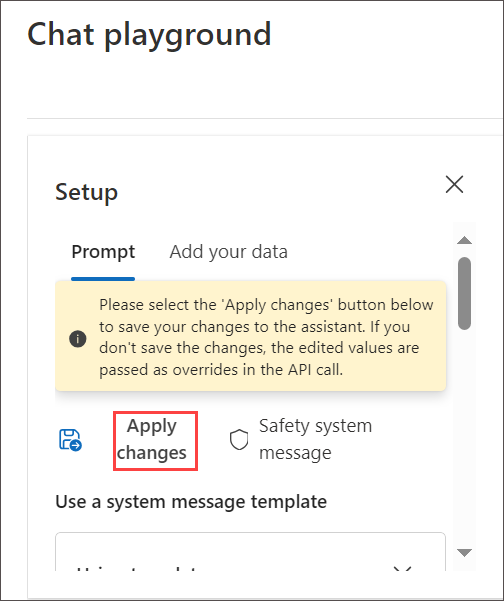 Chat playground
Setup
Prompt
Add your data
Please select the 'Apply changes' button below
to save your changes to the assistant. If you
don't save the changes, the edited values are
passed as overrides in the API call.
Apply
changes
Safety system
message
Use a system message template